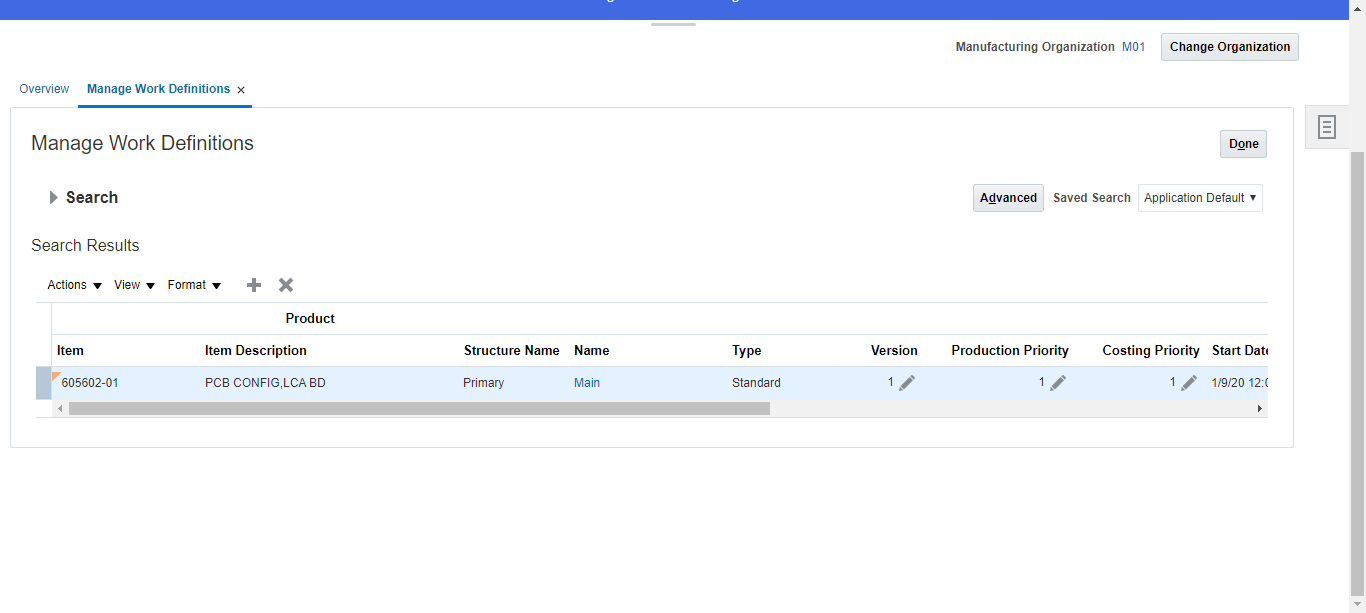 Manufacturing Organization M01 Change Organization
Overview Manage Work Definitions ×
Manage Work Definitions Done
Search Advanced Saved Search Application Default
Search Results
Actions View Format
Product
Item Item Description Structure Name Name Type Version Production Priority Costing Priority Start Date
605602-01 PCB CONFIG,LCA BD Primary Main Standard 1 1 1 1/9/20 12:0